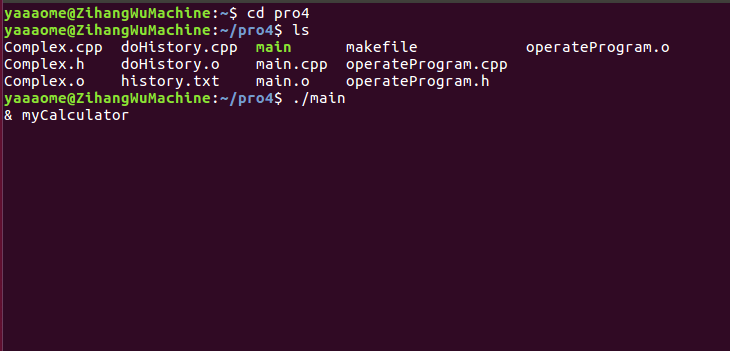 yaaaome@ZihangWuMachine:~$ cd pro4
yaaaome@ZihangWuMachine:~/pro4$ ls
Complex.cpp  doHistory.cpp  main      makefile            operateProgram.o
Complex.h    doHistory.o    main.cpp  operateProgram.cpp
Complex.o    history.txt    main.o    operateProgram.h
yaaaome@ZihangWuMachine:~/pro4$ ./main
& myCalculator